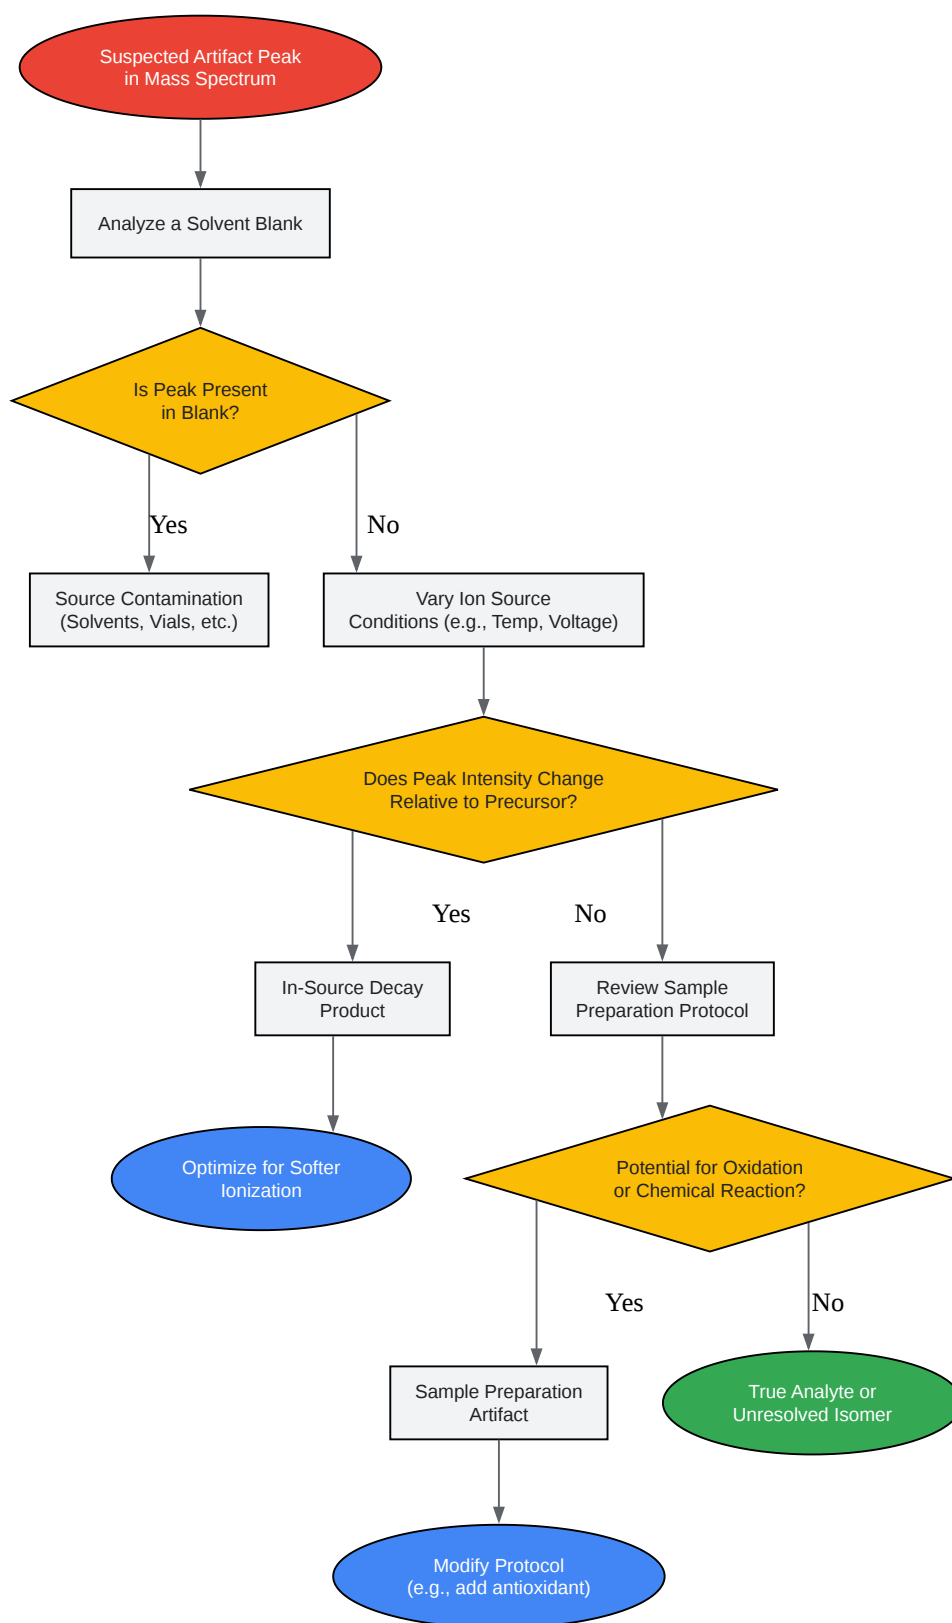 Suspected Artifact Peak
in Mass Spectrum
Analyze a Solvent Blank
Is Peak Present
in Blank?
Yes
No
Source Contamination
(Solvents, Vials, etc.)
Vary Ion Source
Conditions (e.g., Temp, Voltage)
Does Peak Intensity Change
Relative to Precursor?
Yes
No
In-Source Decay
Product
Review Sample
Preparation Protocol
Optimize for Softer
Ionization
Potential for Oxidation
or Chemical Reaction?
Yes
No
Sample Preparation
Artifact
True Analyte or
Unresolved Isomer
Modify Protocol
(e.g., add antioxidant)